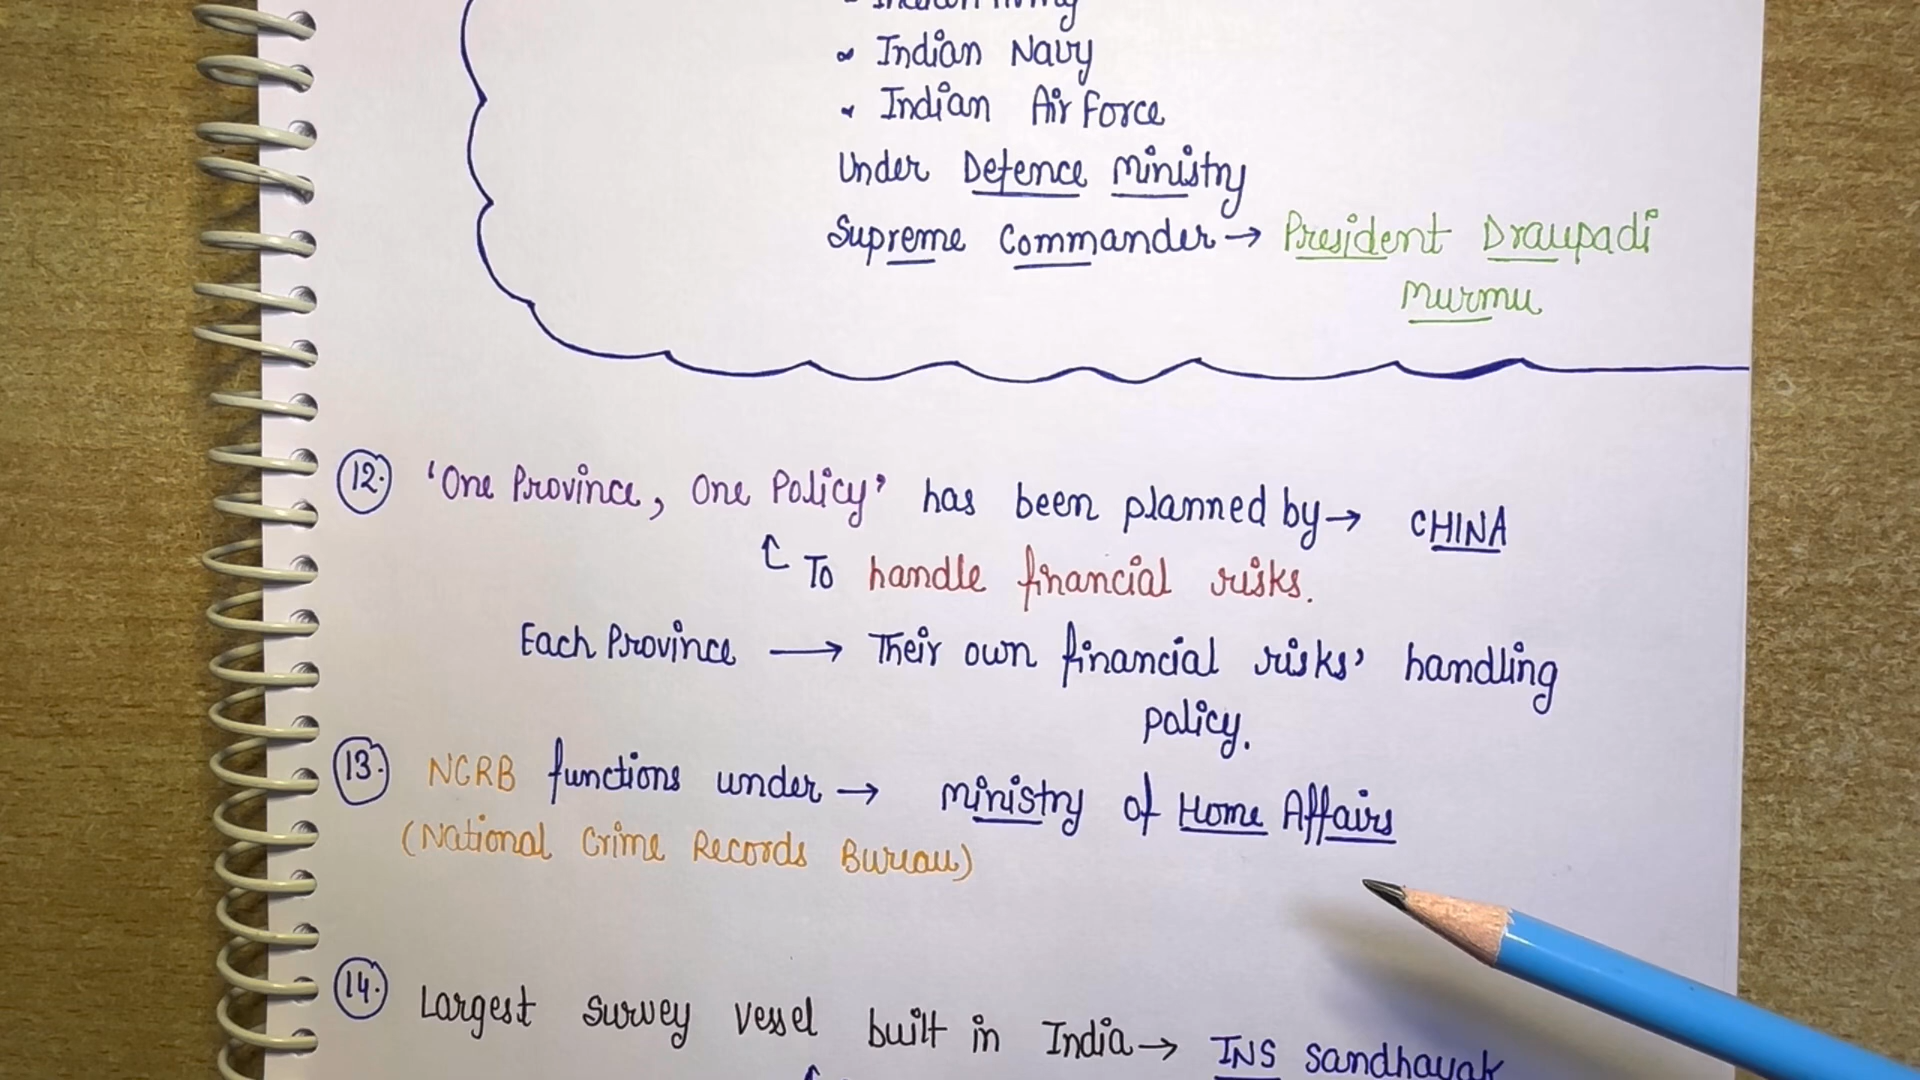 Indian Army
Indian Navy
Indian Air Force
Under Defence Ministry
Supreme Commander → President Draupadi
Murmu
12. 'One Province, One Policy' has been planned by → CHINA
To handle financial risks.
Each Province → Their own financial risks' handling
policy.
13. NCRB functions under → Ministry of Home Affairs
(National Crime Records Bureau)
14. Largest Survey Vessel built in India → INS Sandhayak